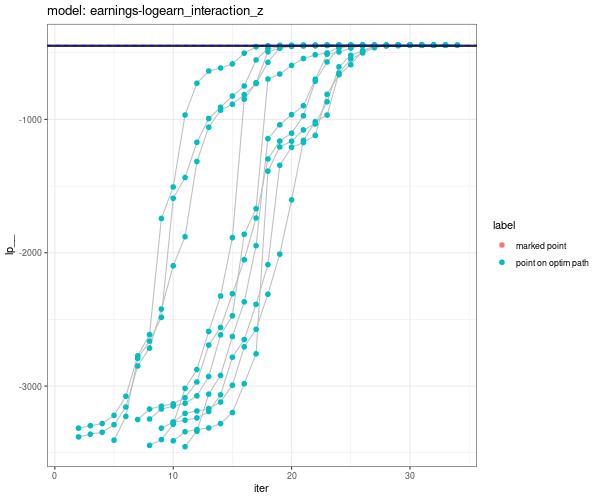 model: earnings-logearn_interaction_z
-1000
-2000
-3000
lp__
0
10
20
30
iter
label
marked point
point on optim path